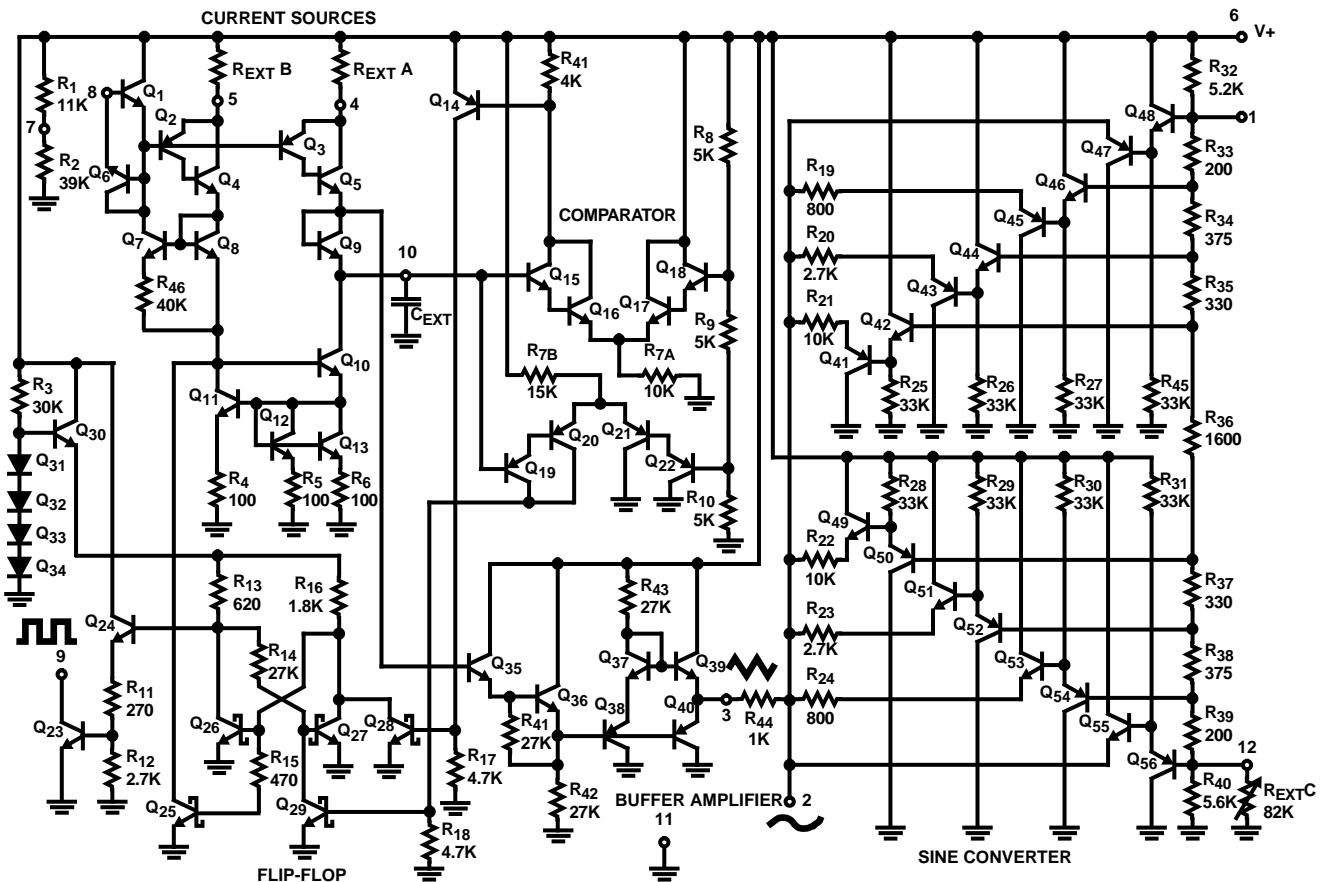 CURRENT SOURCES
6
V+
R1
11K
8
Q1
REXT B
5
REXT A
4
Q14
R41
4K
R32
5.2K
1
7
R2
39K
Q2
Q6
Q3
Q4
Q5
R8
5K
Q48
Q47
R33
200
R19
800
Q46
Q45
R34
375
Q7
Q8
Q9
COMPARATOR
10
R20
2.7K
Q44
Q43
R46
40K
CEXT
Q15
Q16
Q17
Q18
R9
5K
R21
10K
Q42
Q41
R35
330
Q10
R7B
15K
R7A
10K
R25
33K
R26
33K
R27
33K
R45
33K
R3
30K
Q30
Q11
Q12
Q13
Q20
Q21
Q19
Q22
R36
1600
Q31
Q32
Q33
Q34
R4
100
R5
100
R6
100
R10
5K
R28
33K
R29
33K
R30
33K
R31
33K
Q49
R22
10K
Q50
R13
620
R16
1.8K
R43
27K
Q51
R37
330
Q24
9
R14
27K
Q35
Q37
Q39
R23
2.7K
Q52
Q53
R38
375
R11
270
Q36
Q38
Q40
3
R44
1K
R24
800
Q54
Q55
R39
200
12
Q23
R12
2.7K
Q26
R15
470
Q27
Q28
R17
4.7K
R41
27K
Q56
R40
5.6K
REXTC
82K
Q25
Q29
R18
4.7K
R42
27K
BUFFER AMPLIFIER
2
11
FLIP-FLOP
SINE CONVERTER